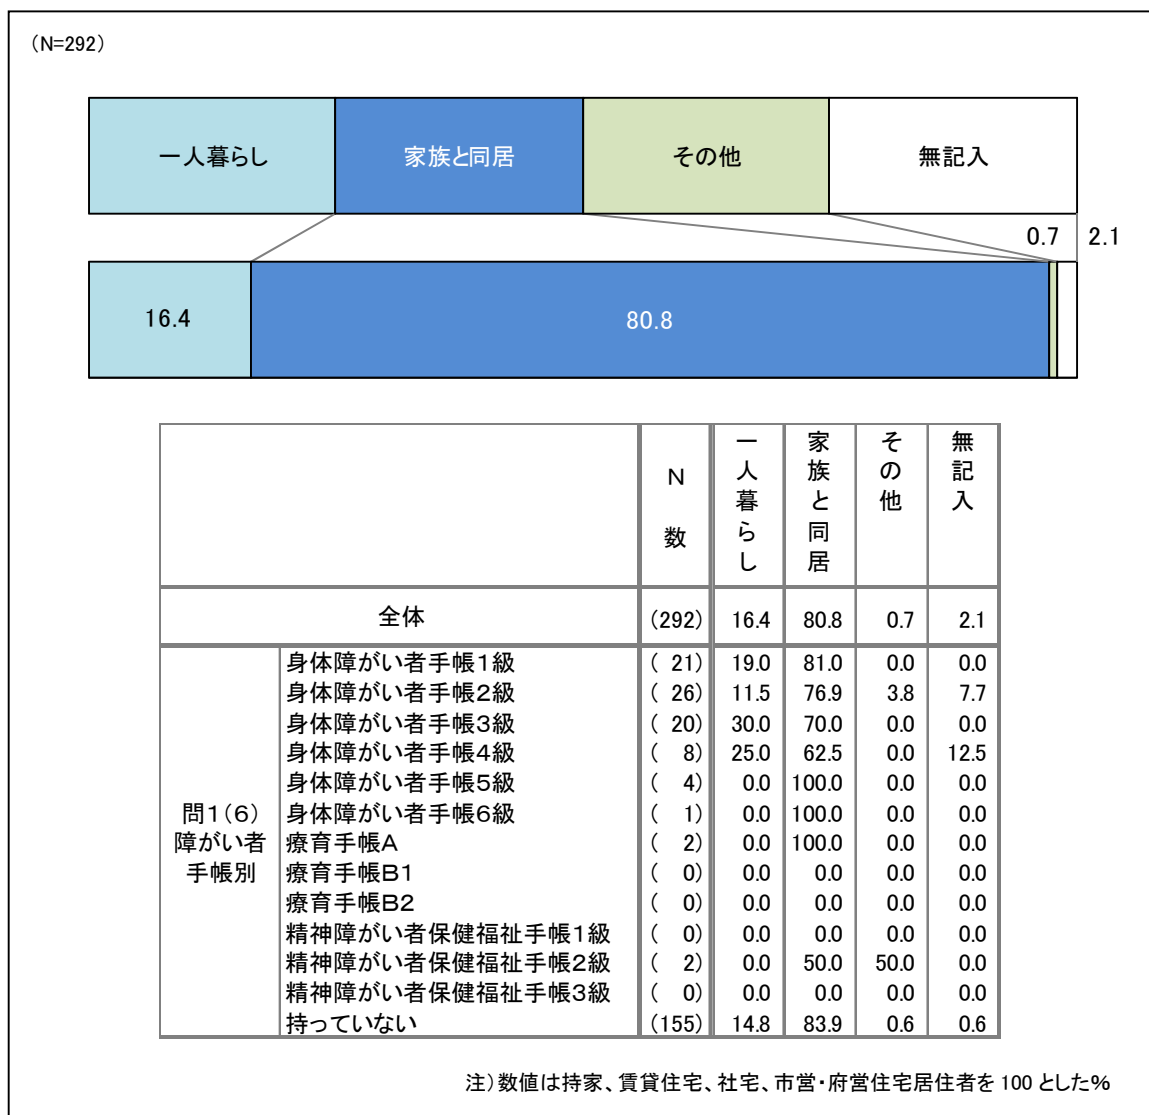 (N=292)
一人暮らし 家族と同居 その他 無記入
0.7 2.1
16.4 80.8
N数 一人暮らし 家族と同居 その他 無記入
全体 (292) 16.4 80.8 0.7 2.1
問1(6)障がい者手帳別
身体障がい者手帳1級 ( 21) 19.0 81.0 0.0 0.0
身体障がい者手帳2級 ( 26) 11.5 76.9 3.8 7.7
身体障がい者手帳3級 ( 20) 30.0 70.0 0.0 0.0
身体障がい者手帳4級 ( 8) 25.0 62.5 0.0 12.5
身体障がい者手帳5級 ( 4) 0.0 100.0 0.0 0.0
身体障がい者手帳6級 ( 1) 0.0 100.0 0.0 0.0
療育手帳A ( 2) 0.0 100.0 0.0 0.0
療育手帳B1 ( 0) 0.0 0.0 0.0 0.0
療育手帳B2 ( 0) 0.0 0.0 0.0 0.0
精神障がい者保健福祉手帳1級 ( 0) 0.0 0.0 0.0 0.0
精神障がい者保健福祉手帳2級 ( 2) 0.0 50.0 50.0 0.0
精神障がい者保健福祉手帳3級 ( 0) 0.0 0.0 0.0 0.0
持っていない (155) 14.8 83.9 0.6 0.6
注)数値は持家、賃貸住宅、社宅、市営・府営住宅居住者を 100 とした%